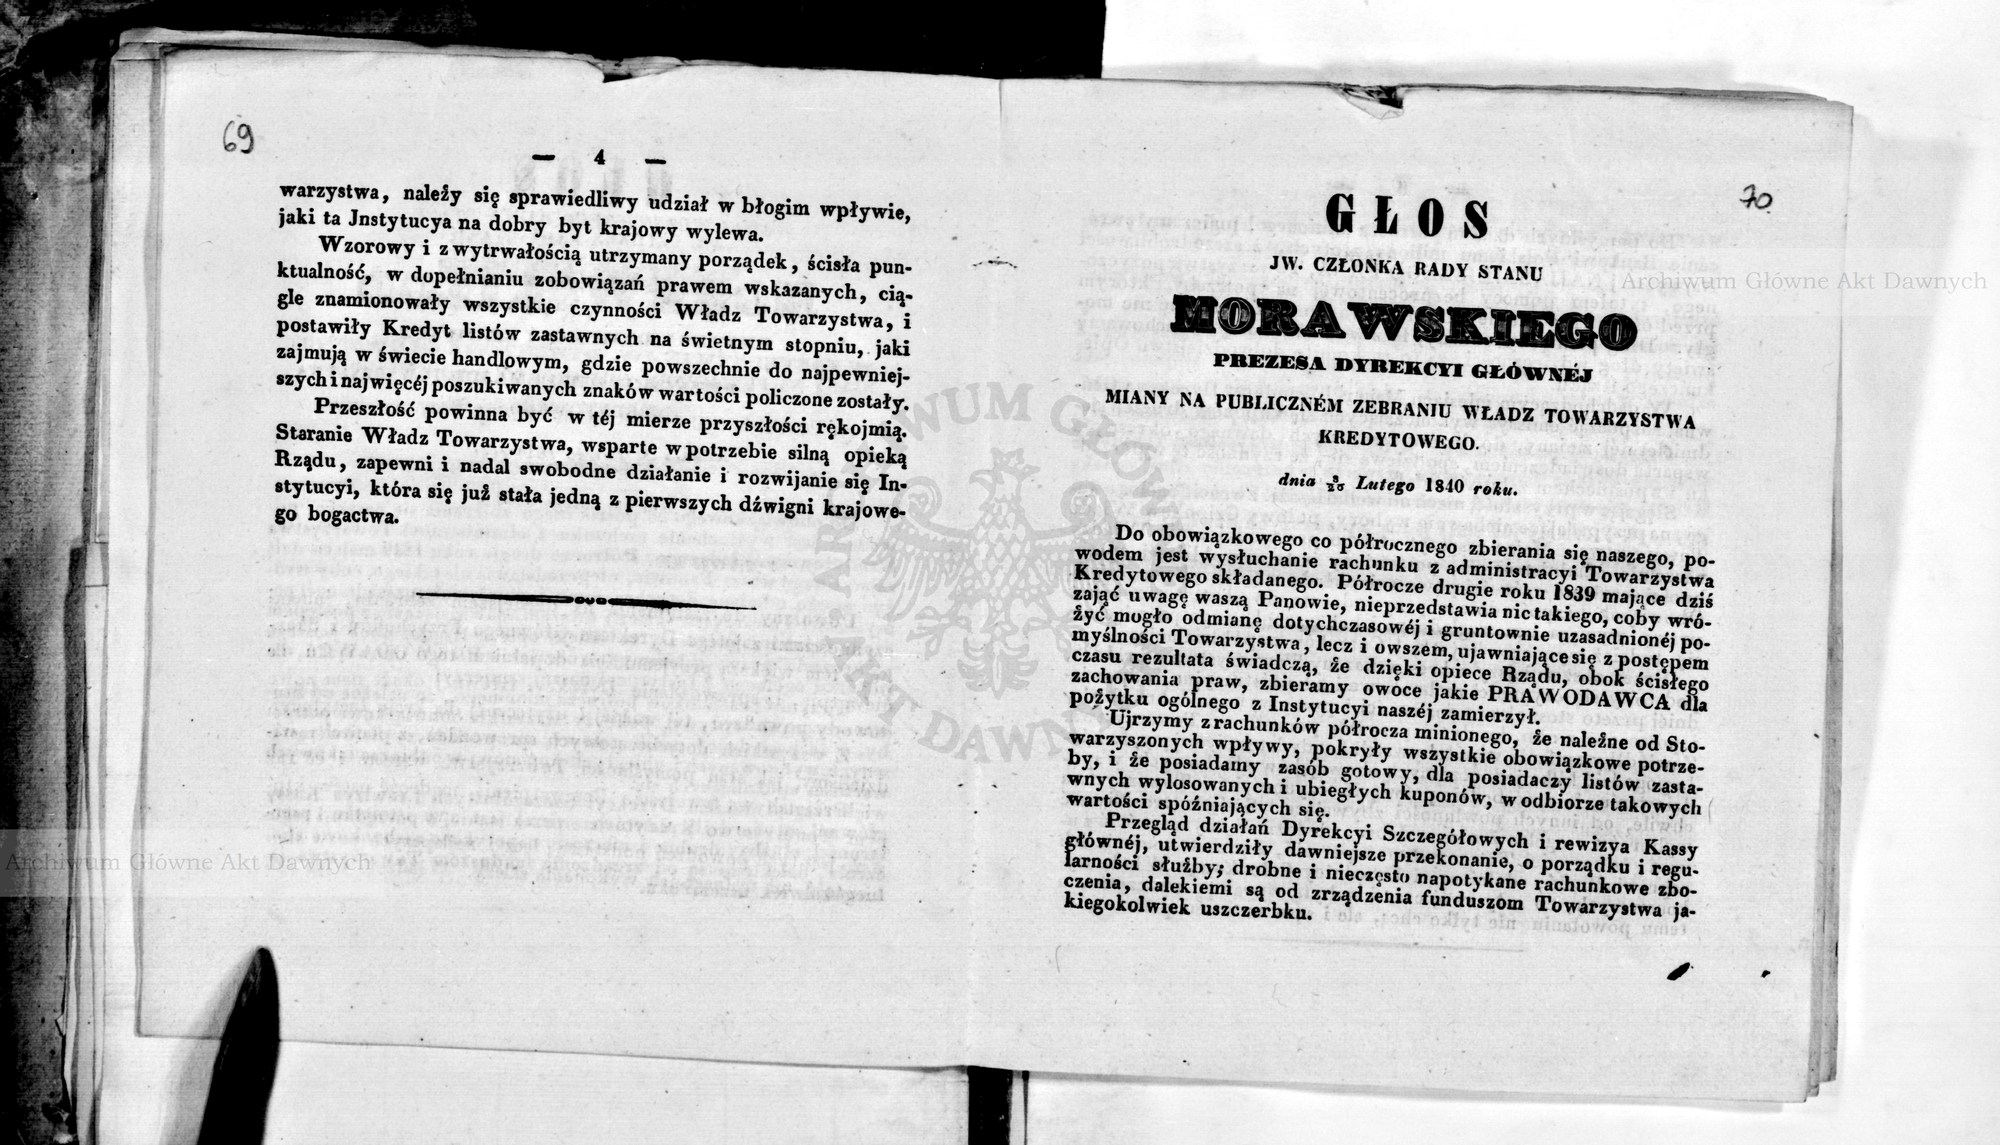 69
— 4 —
warzystwa, należy się sprawiedliwy udział w błogim wpływie,
jaki ta Jnstytucya na dobry byt krajowy wylewa.
Wzorowy i z wytrwałością utrzymany porządek, ścisła pun-
ktualność, w dopełnianiu zobowiązań prawem wskazanych, cią-
gle znamionowały wszystkie czynności Władz Towarzystwa, i
postawiły Kredyt listów zastawnych na świetnym stopniu, jaki
zajmują w świecie handlowym, gdzie powszechnie do najpewniej-
szych i najwięcéj poszukiwanych znaków wartości policzone zostały.
Przeszłość powinna być w téj mierze przyszłości rękojmią.
Staranie Władz Towarzystwa, wsparte w potrzebie silną opieką
Rządu, zapewni i nadal swobodne działanie i rozwijanie się In-
stytucyi, która się już stała jedną z pierwszych dźwigni krajowe-
go bogactwa.
70
GŁOS
JW. CZŁONKA RADY STANU
MORAWSKIEGO
PREZESA DYREKCYI GŁÓWNÉJ
MIANY NA PUBLICZNÉM ZEBRANIU WŁADZ TOWARZYSTWA
KREDYTOWEGO.
dnia 8/20 Lutego 1840 roku.
Do obowiązkowego co półrocznego zbierania się naszego, po-
wodem jest wysłuchanie rachunku z administracyi Towarzystwa
Kredytowego składanego. Półrocze drugie roku 1839 mające dziś
zająć uwagę waszą Panowie, nieprzedstawia nic takiego, coby wró-
żyć mogło odmianę dotychczasowéj i gruntownie uzasadnionéj po-
myślności Towarzystwa, lecz i owszem, ujawniające się z postępem
czasu rezultata świadczą, że dzięki opiece Rządu, obok ścisłego
zachowania praw, zbieramy owoce jakie PRAWODAWCA dla
pożytku ogólnego z Instytucyi naszéj zamierzył.
Ujrzymy z rachunków półrocza minionego, że należne od Sto-
warzyszonych wpływy, pokryły wszystkie obowiązkowe potrze-
by, i że posiadamy zasób gotowy, dla posiadaczy listów zasta-
wnych wylosowanych i ubiegłych kuponów, w odbiorze takowych
wartości spóźniających się.
Przegląd działań Dyrekcyi Szczegółowych i rewizya Kassy
głównéj, utwierdziły dawniejsze przekonanie, o porządku i regu-
larności służby; drobne i nieczęsto napotykane rachunkowe zbo-
czenia, dalekiemi są od zrządzenia funduszom Towarzystwa ja-
kiegokolwiek uszczerbku.
Archiwum Główne Akt Dawnych
Archiwum Główne Akt Dawnych
ARCHIWUM GŁÓWNE AKT DAWNYCH